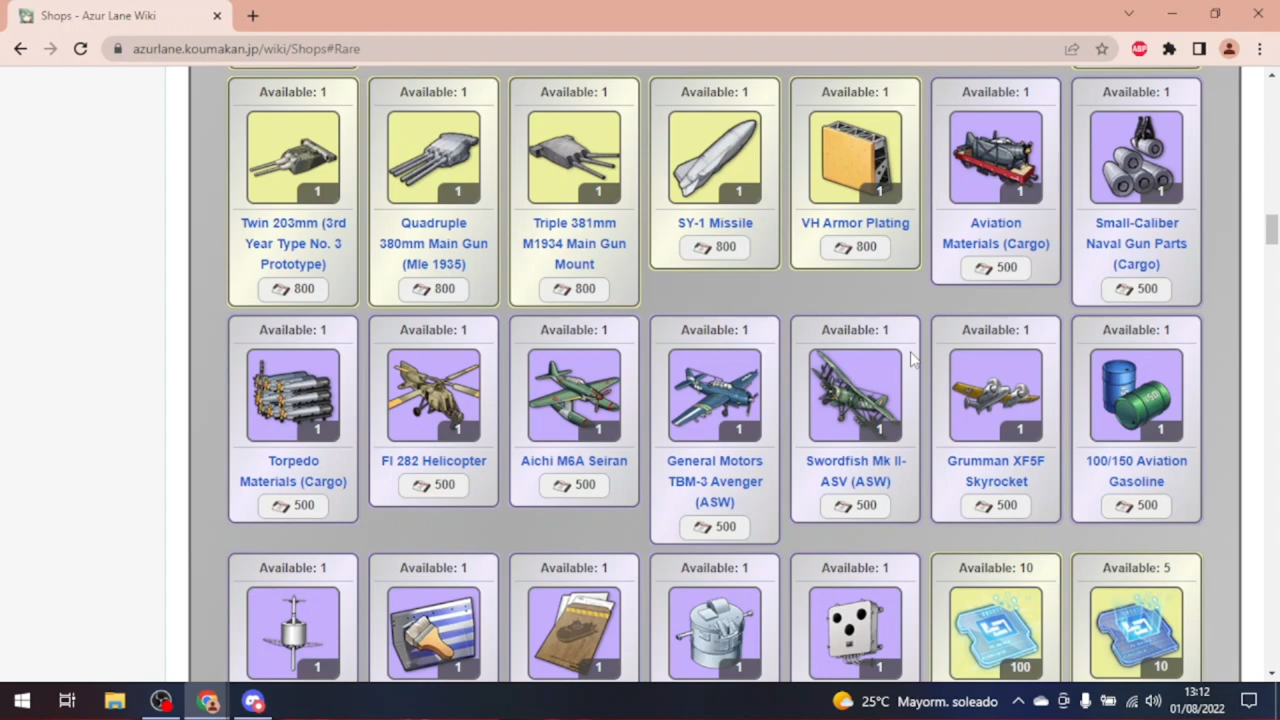 Shops - Azur Lane Wiki
azurlane.koumakan.jp/wiki/Shops#Rare
ABP
Available: 1
1
Twin 203mm (3rd
Year Type No. 3
Prototype)
800
Available: 1
1
Quadruple
380mm Main Gun
(Mle 1935)
800
Available: 1
1
Triple 381mm
M1934 Main Gun
Mount
800
Available: 1
1
SY-1 Missile
800
Available: 1
1
VH Armor Plating
800
Available: 1
1
Aviation
Materials (Cargo)
500
Available: 1
1
Small-Caliber
Naval Gun Parts
(Cargo)
500
Available: 1
1
Torpedo
Materials (Cargo)
500
Available: 1
1
Fl 282 Helicopter
500
Available: 1
1
Aichi M6A Seiran
500
Available: 1
1
General Motors
TBM-3 Avenger
(ASW)
500
Available: 1
1
Swordfish Mk II-
ASV (ASW)
500
Available: 1
1
Grumman XF5F
Skyrocket
500
Available: 1
1
100/150 Aviation
Gasoline
500
Available: 1
1
Available: 1
1
Available: 1
1
Available: 1
1
Available: 1
1
Available: 10
100
Available: 5
10
25°C Mayorm. soleado
13:12
01/08/2022